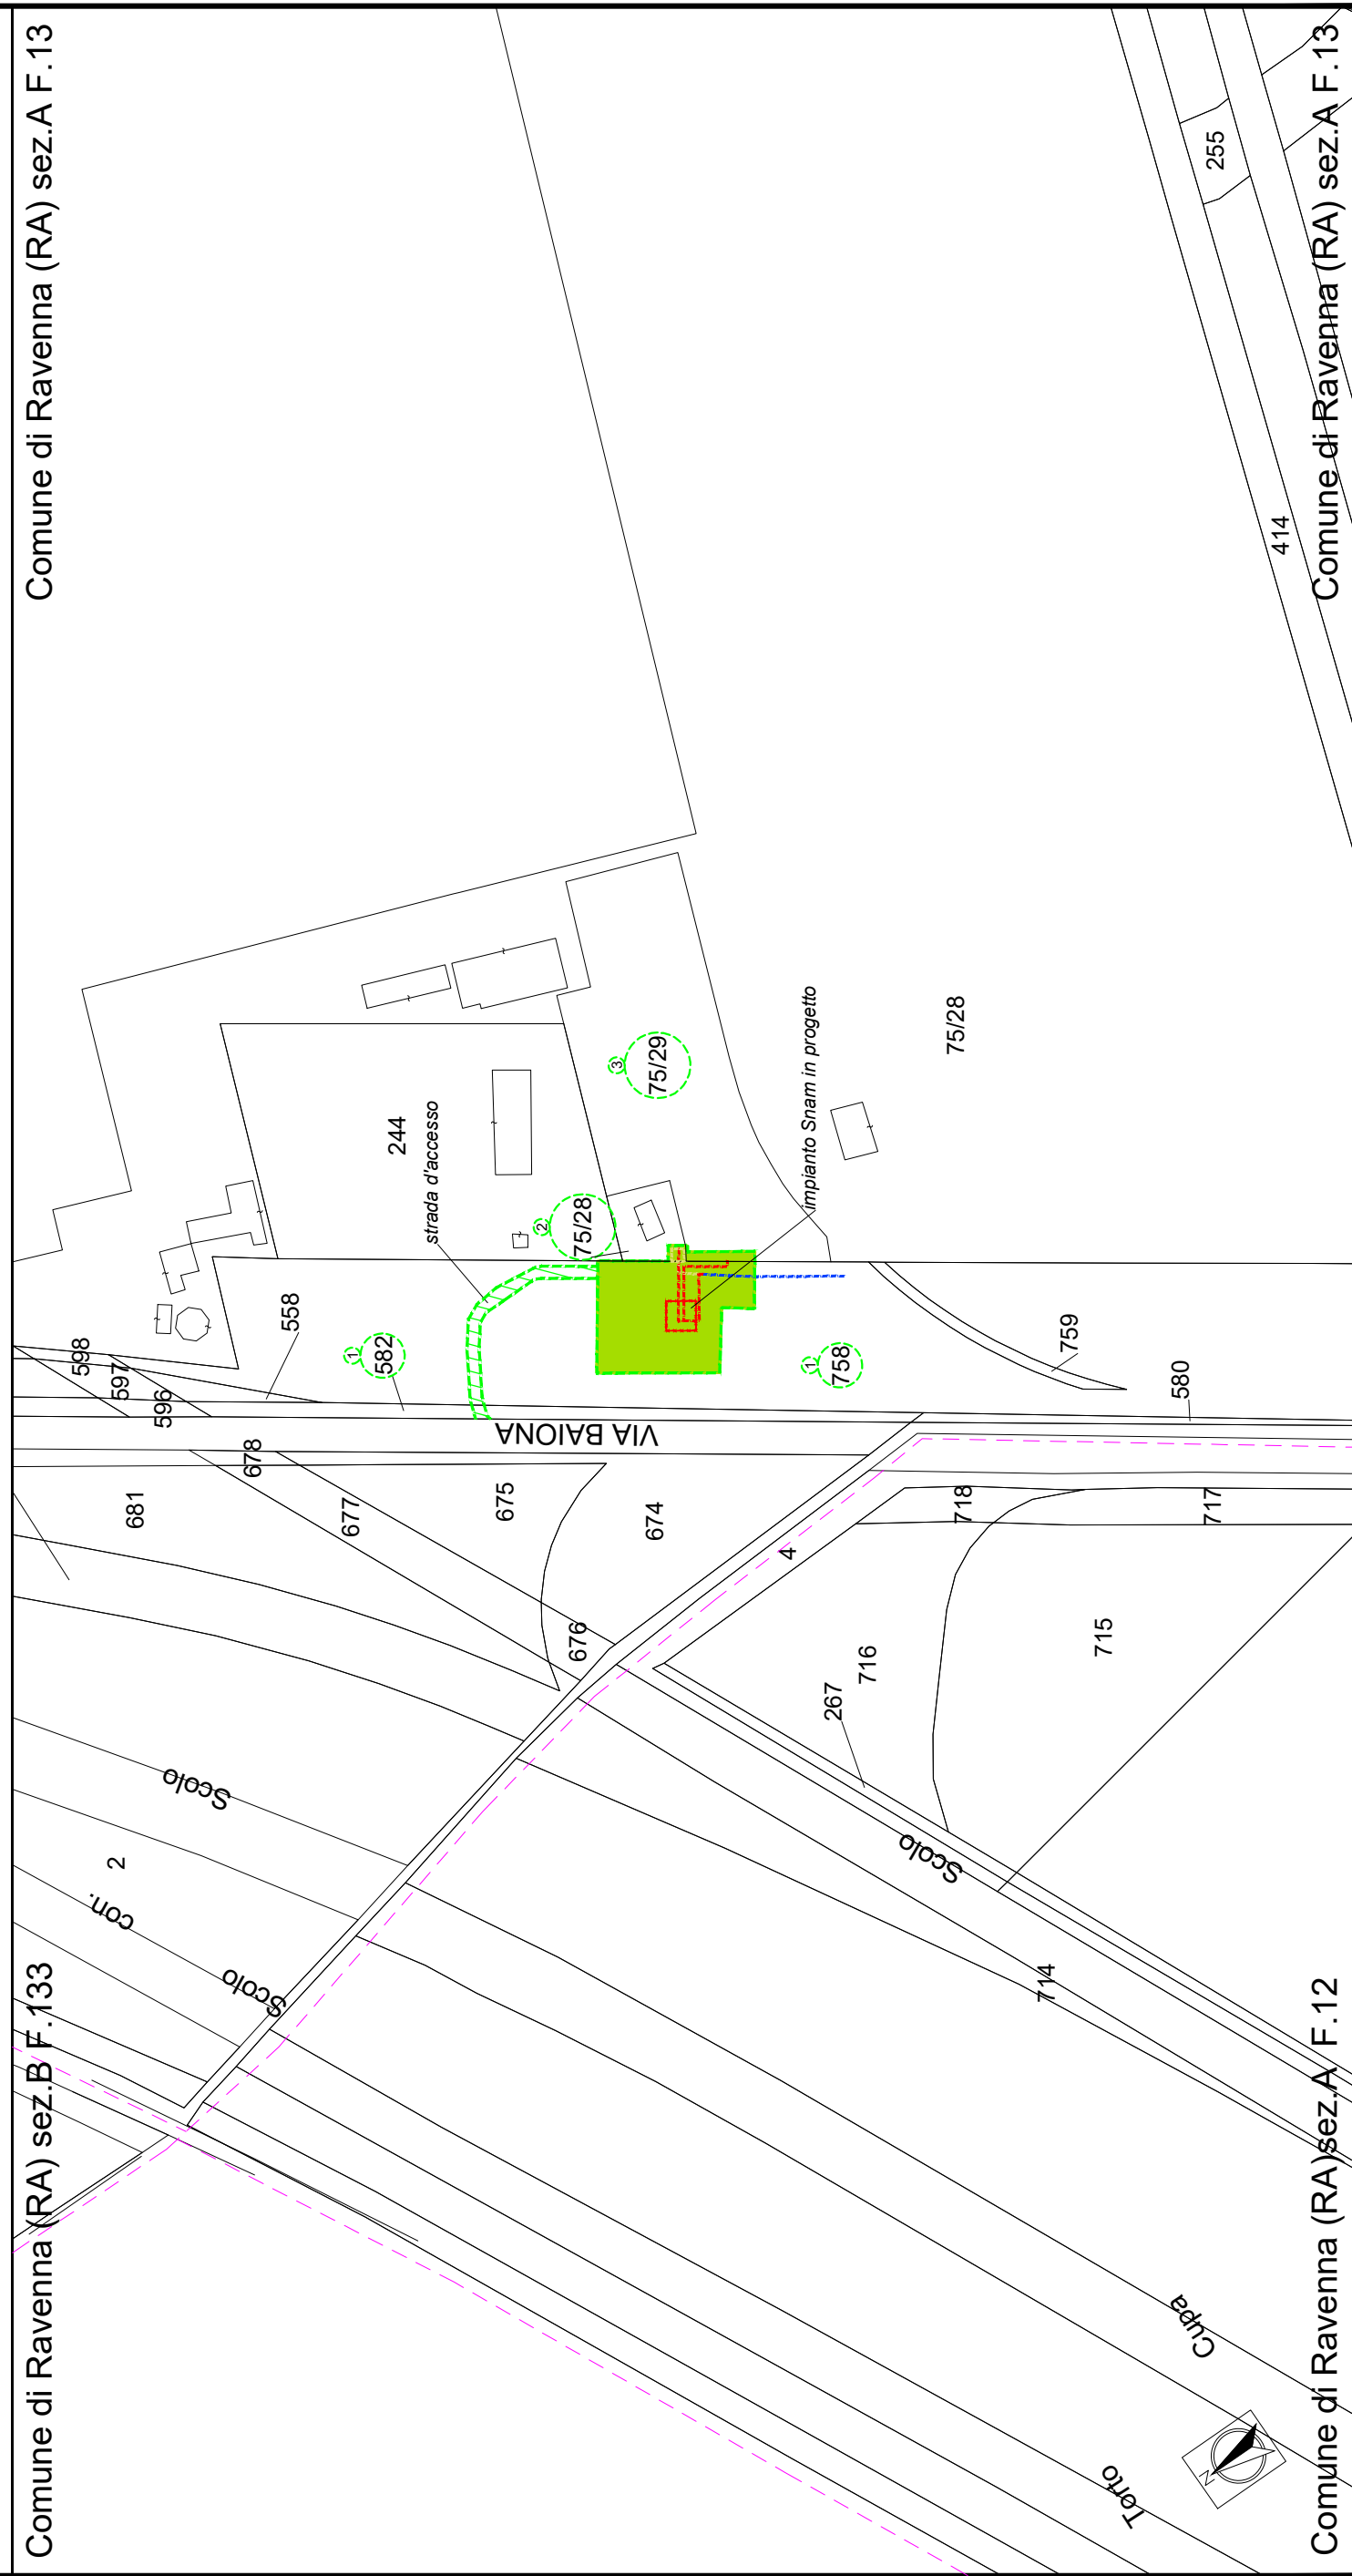 Comune di Ravenna (RA) sez.B F.133
Comune di Ravenna (RA) sez.A F.13
598
597
596
558
681
678
677
675
674
676
1
582
VIA BAIONA
244
strada d'accesso
2
75/28
3
75/29
impianto Snam in progetto
75/28
1
758
759
580
255
414
4
718
717
716
715
267
714
Scolo
2
con.
Scolo
Scolo
Cupa
Torto
N
Comune di Ravenna (RA)sez.A F.12
Comune di Ravenna (RA) sez.A F.13